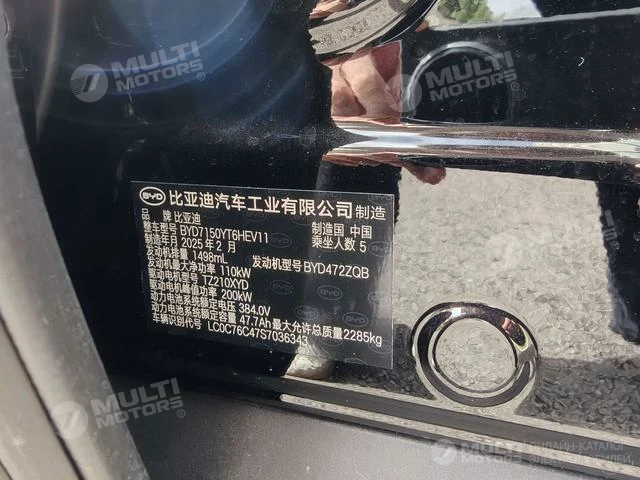 MULTI
MOTORS®
MULTI
MOTORS®
BYD 比亚迪汽车工业有限公司 制造
品 牌 比亚迪
整车型号 BYD7150YT6HEV11 制造国 中国
制造年月 2025 年 2 月 乘坐人数 5
发动机排量 1498mL 发动机型号 BYD472ZQB
发动机最大净功率 110kW
驱动电机型号 TZ210XYD
驱动电机峰值功率 200kW
动力电池系统额定电压 384.0V
动力电池系统额定容量 47.7Ah 最大允许总质量 2285kg
车辆识别代号 LC0C76C47S7036343
MULTI
MOTORS®
MULTI
MOTORS
ОНЛАЙН-КАТАЛОГ